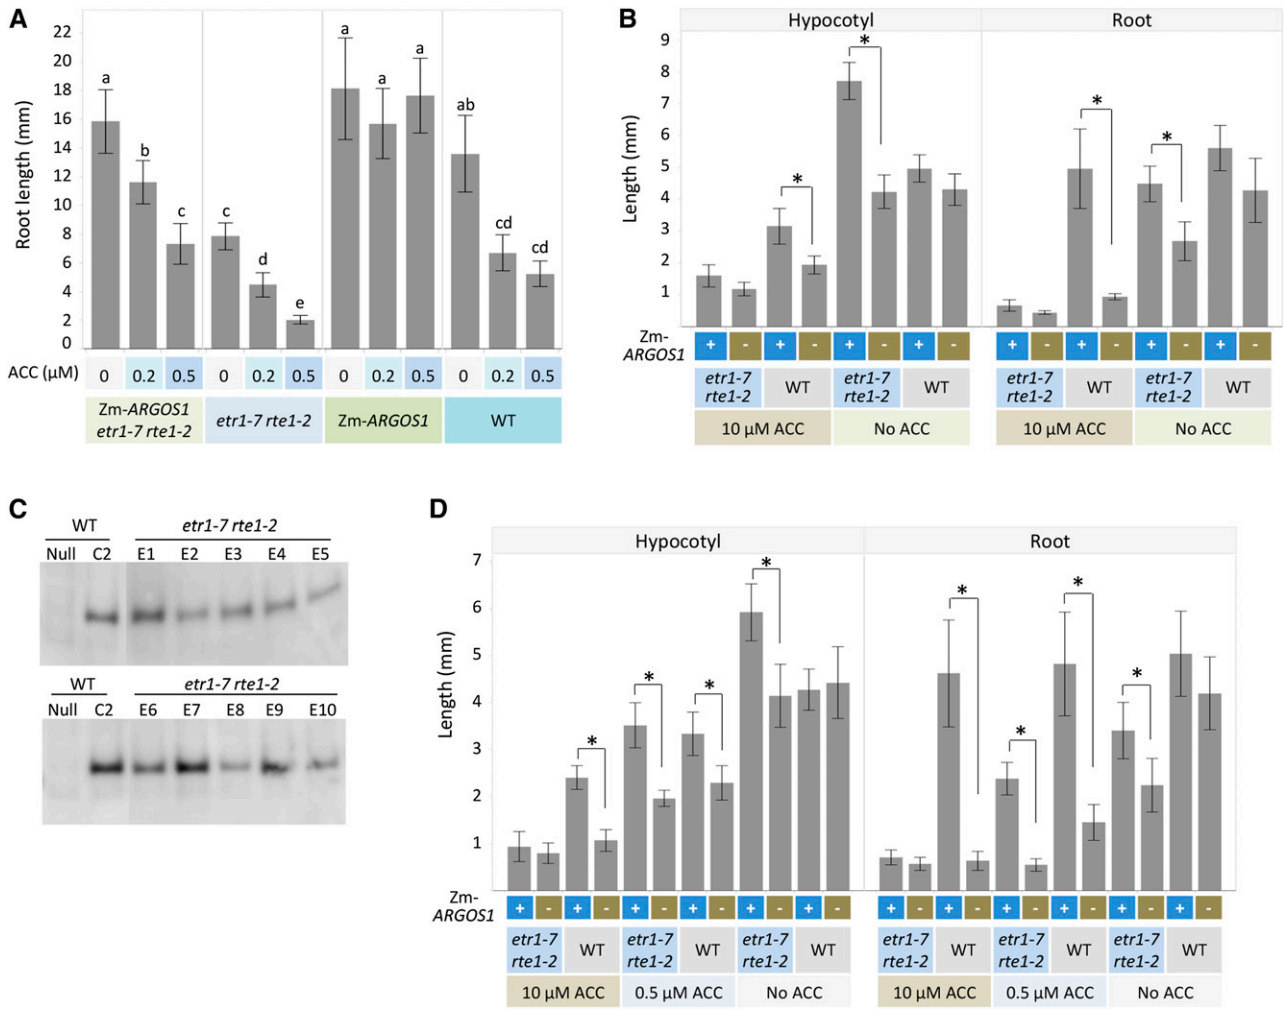 A
Root length (mm)
22
20
18
16
14
12
10
8
6
4
2
0
a
b
c
c
d
e
a
a
a
ab
cd
cd
ACC (µM)
0 0.2 0.5 0 0.2 0.5 0 0.2 0.5 0 0.2 0.5
Zm-ARGOS1
etr1-7 rte1-2
etr1-7 rte1-2
Zm-ARGOS1
WT
B
Hypocotyl Root
Length (mm)
9
8
7
6
5
4
3
2
1
* * * *
Zm-
ARGOS1
+ - + - + - + - + - + - + - + -
etr1-7
rte1-2
WT
etr1-7
rte1-2
WT
etr1-7
rte1-2
WT
etr1-7
rte1-2
WT
10 µM ACC No ACC 10 µM ACC No ACC
C
WT etr1-7 rte1-2
Null C2 E1 E2 E3 E4 E5
WT etr1-7 rte1-2
Null C2 E6 E7 E8 E9 E10
D
Hypocotyl Root
Length (mm)
7
6
5
4
3
2
1
* * * * * * * *
Zm-
ARGOS1
+ - + - + - + - + - + - + - + - + - + - + - + -
etr1-7
rte1-2
WT
etr1-7
rte1-2
WT
etr1-7
rte1-2
WT
etr1-7
rte1-2
WT
etr1-7
rte1-2
WT
etr1-7
rte1-2
WT
10 µM ACC 0.5 µM ACC No ACC 10 µM ACC 0.5 µM ACC No ACC